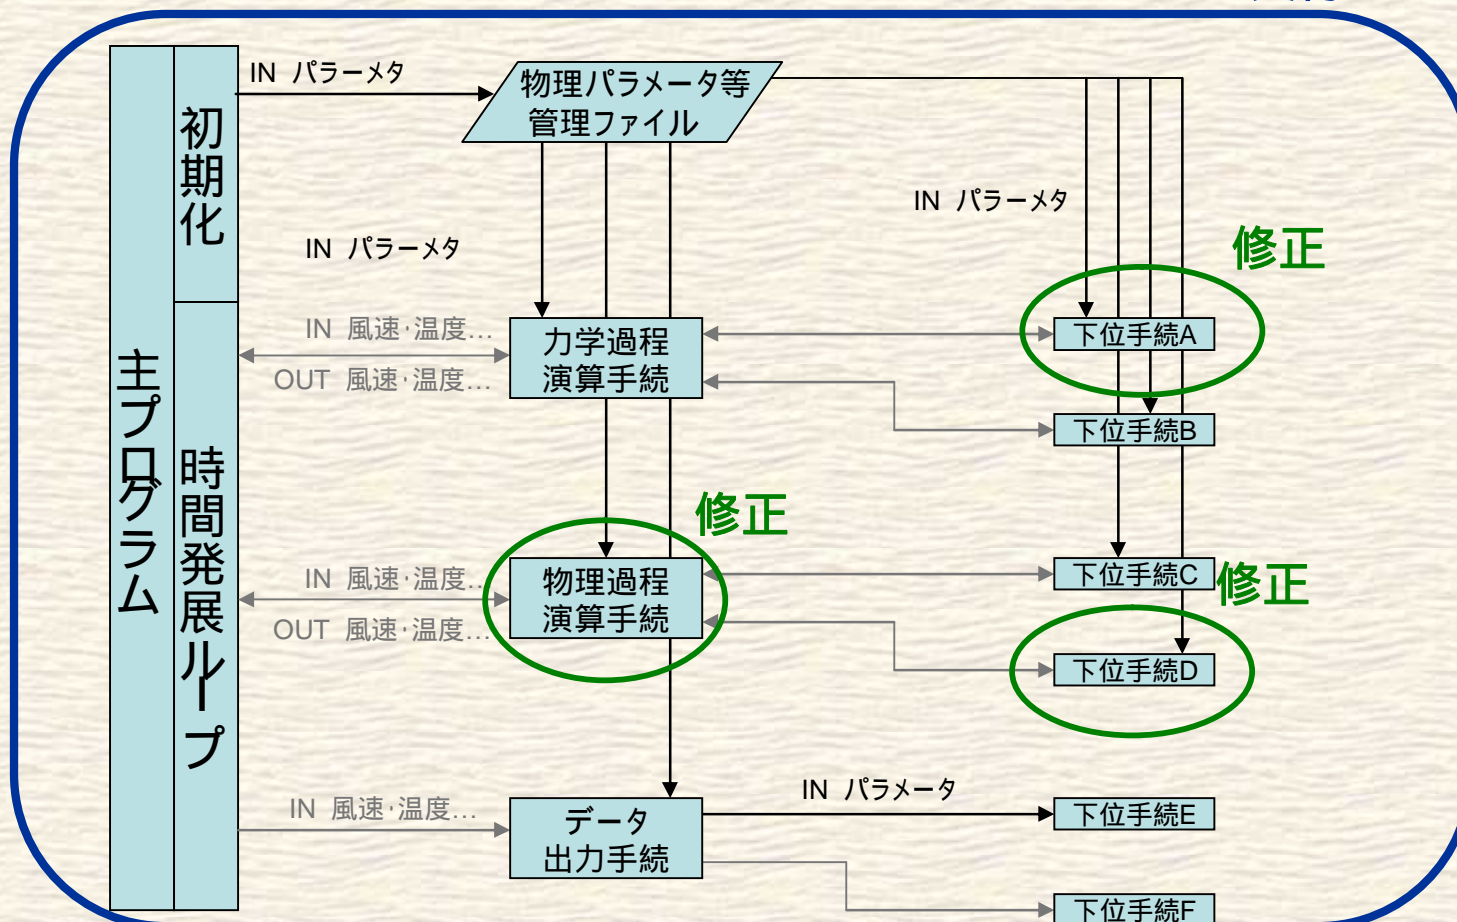 IN パラメータ
物理パラメータ等
管理ファイル
初期化
IN パラメータ
修正
IN パラメータ
IN 風速・温度…
力学過程
演算手続
下位手続A
OUT 風速・温度…
主プログラム
下位手続B
時間発展ループ
修正
IN 風速・温度…
物理過程
演算手続
下位手続C
修正
OUT 風速・温度…
下位手続D
IN パラメータ
IN 風速・温度…
データ
出力手続
下位手続E
下位手続F